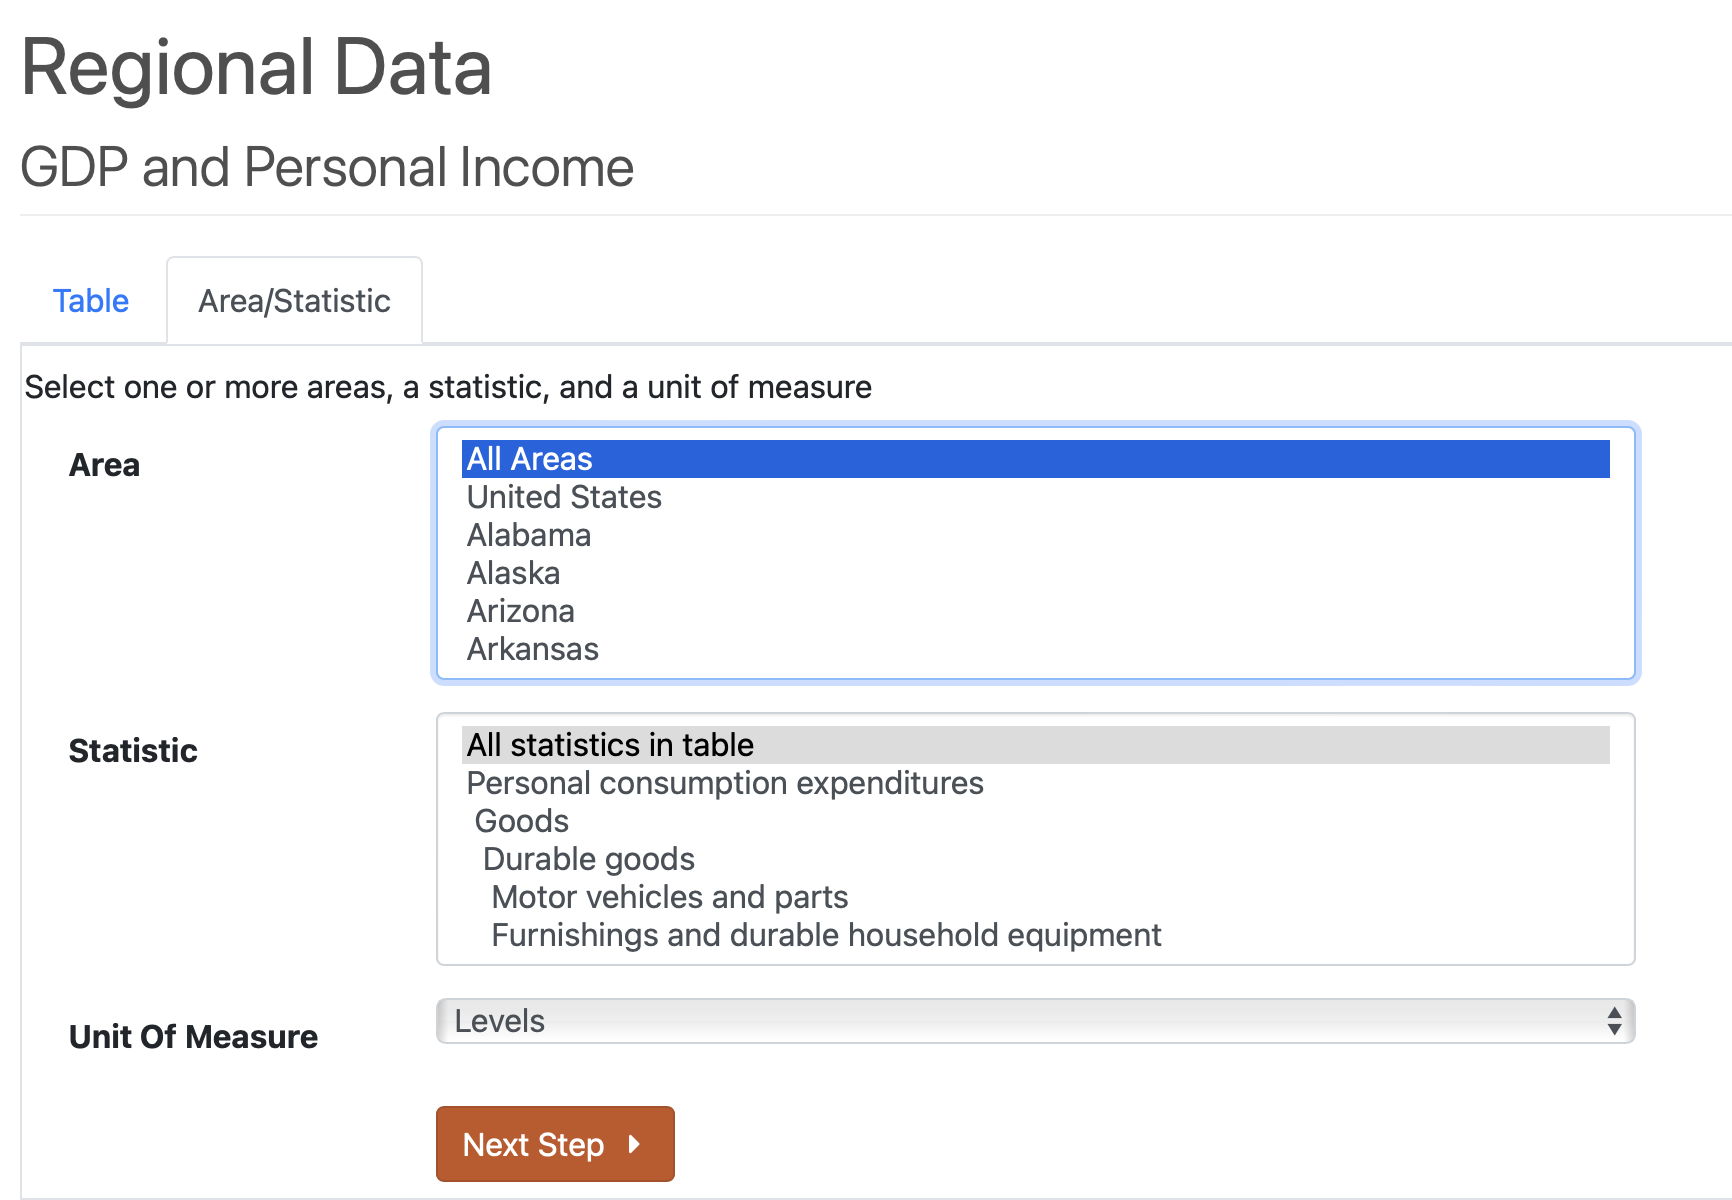 Regional Data
GDP and Personal Income
Table
Area/Statistic
Select one or more areas, a statistic, and a unit of measure
Area
All Areas
United States
Alabama
Alaska
Arizona
Arkansas
Statistic
All statistics in table
Personal consumption expenditures
Goods
Durable goods
Motor vehicles and parts
Furnishings and durable household equipment
Unit Of Measure
Levels
Next Step